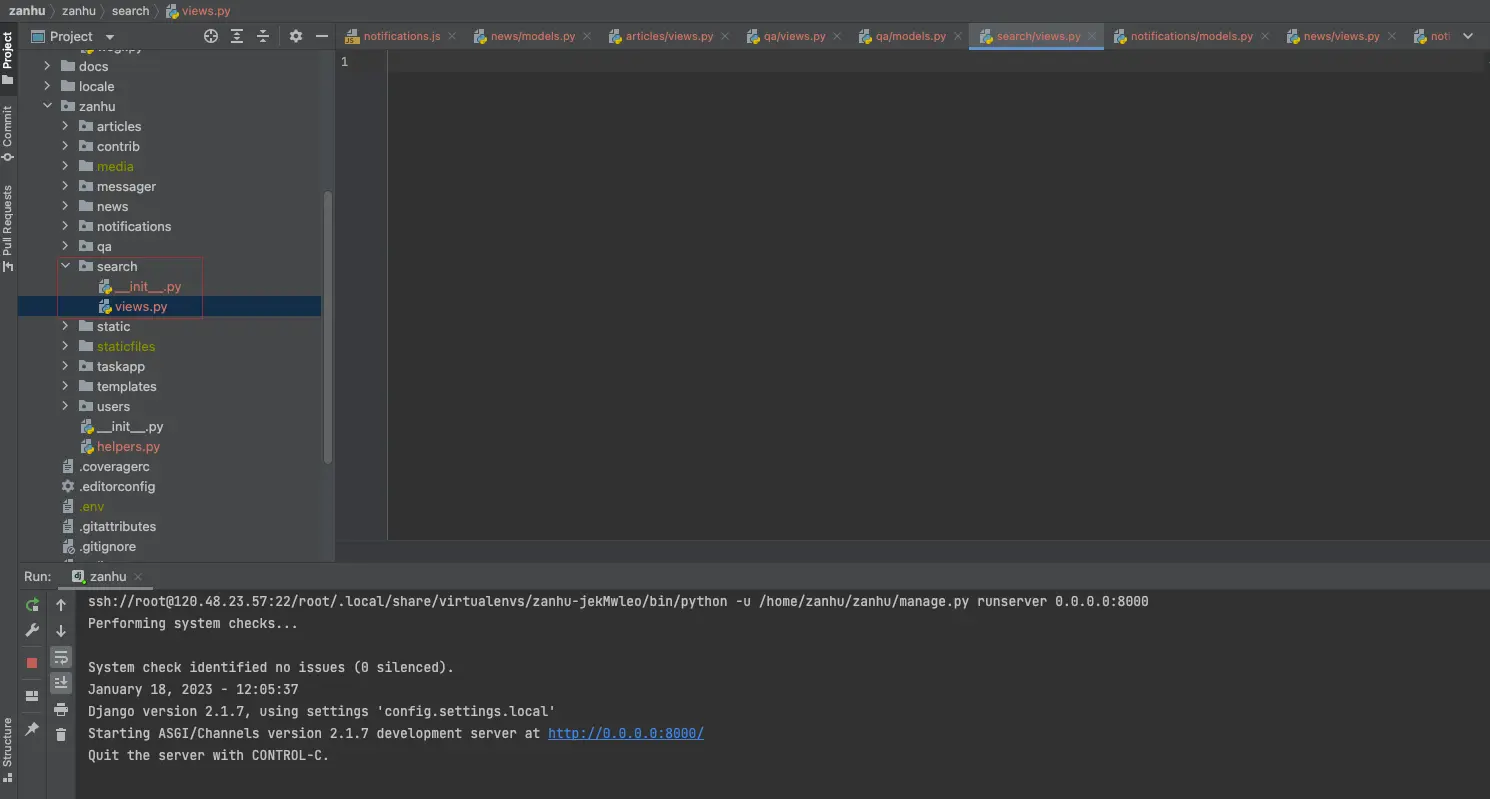 zanhu zanhu search views.py
Project
notifications.js news/models.py articles/views.py qa/views.py qa/models.py search/views.py notifications/models.py news/views.py noti
Project
Commit
Pull Requests
Structure
docs
locale
zanhu
articles
contrib
media
messager
news
notifications
qa
search
__init__.py
views.py
static
staticfiles
taskapp
templates
users
__init__.py
helpers.py
.coveragerc
.editorconfig
.env
.gitattributes
.gitignore
1
Run: zanhu
ssh://root@120.48.23.57:22/root/.local/share/virtualenvs/zanhu-jekMwleo/bin/python -u /home/zanhu/zanhu/manage.py runserver 0.0.0.0:8000
Performing system checks...
System check identified no issues (0 silenced).
January 18, 2023 - 12:05:37
Django version 2.1.7, using settings 'config.settings.local'
Starting ASGI/Channels version 2.1.7 development server at http://0.0.0.0:8000/
Quit the server with CONTROL-C.